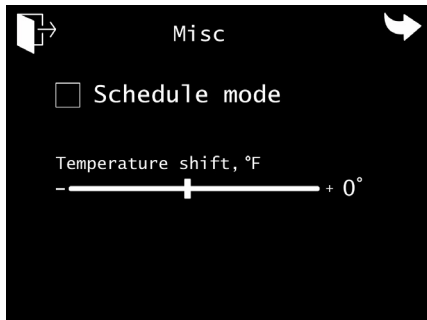 Misc
Schedule mode
Temperature shift, °F
- + 0°